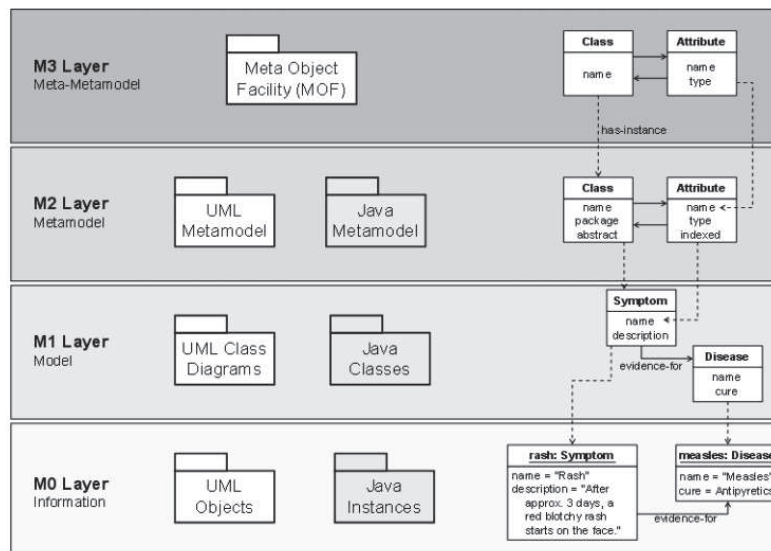 M3 Layer
Meta-Metamodel
Meta Object
Facility (MOF)
Class
name
Attribute
name
type
has-instance
M2 Layer
Metamodel
UML
Metamodel
Java
Metamodel
Class
name
package
abstract
Attribute
name
type
indexed
M1 Layer
Model
UML Class
Diagrams
Java
Classes
Symptom
name
description
evidence-for
Disease
name
cure
M0 Layer
Information
UML
Objects
Java
Instances
rash: Symptom
name = "Rash"
description = "After
approx. 3 days, a
red blotchy rash
starts on the face."
evidence-for
measles: Disease
name = "Measles"
cure = Antipyretics